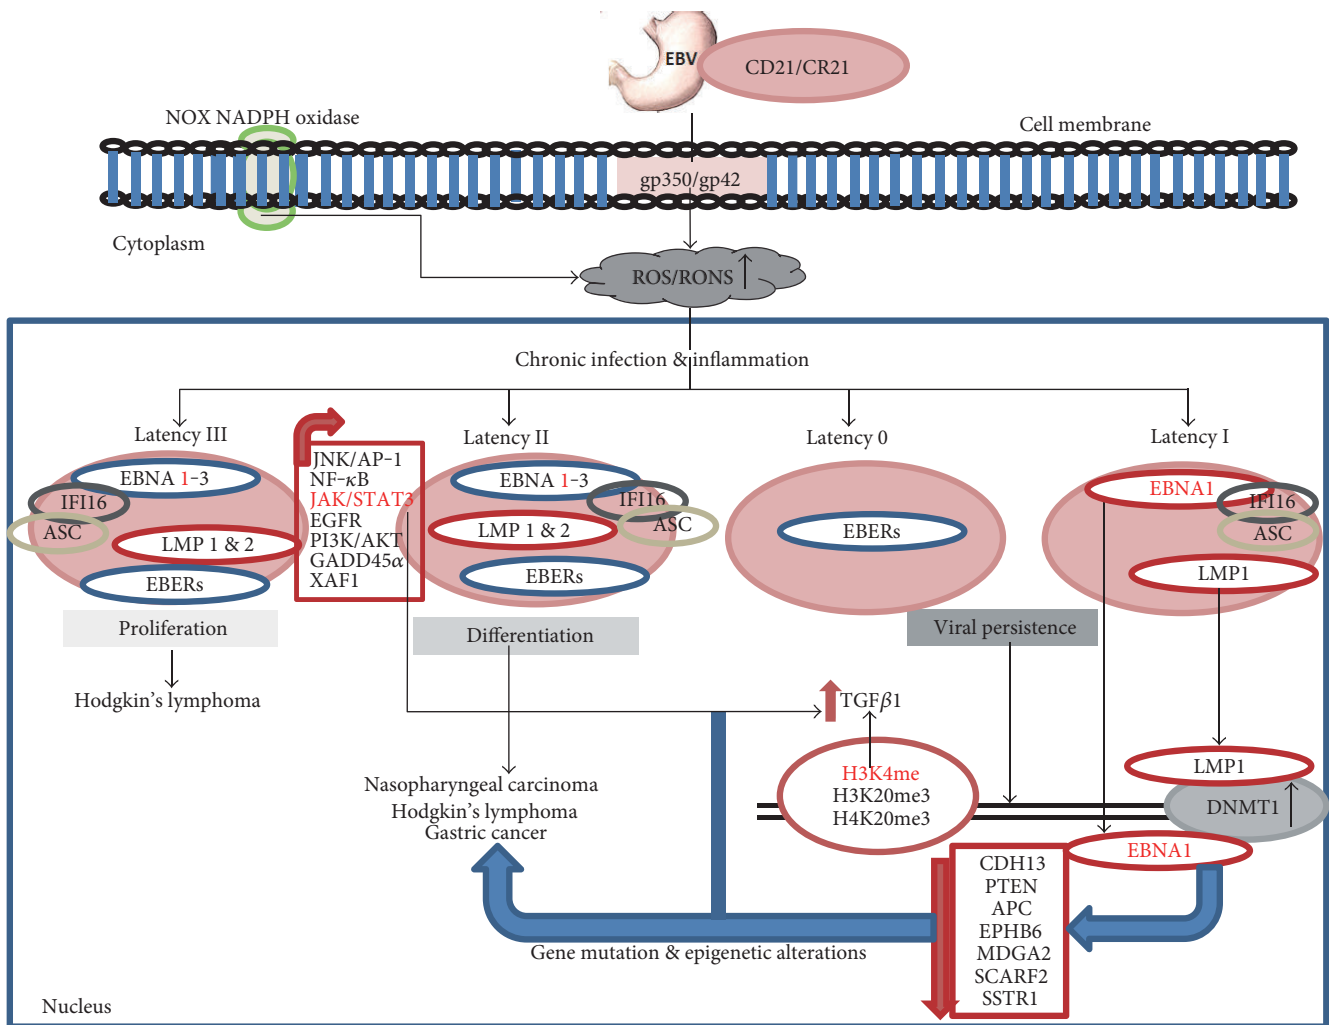 EBV
CD21/CR21
NOX NADPH oxidase
Cell membrane
gp350/gp42
Cytoplasm
ROS/RONS
Chronic infection & inflammation
Latency III
Latency II
Latency 0
Latency I
EBNA 1-3
IFI16
ASC
LMP 1 & 2
EBERs
JNK/AP-1
NF-κB
JAK/STAT3
EGFR
PI3K/AKT
GADD45α
XAF1
EBNA 1-3
IFI16
ASC
LMP 1 & 2
EBERs
EBERs
EBNA1
IFI16
ASC
LMP1
Proliferation
Differentiation
Viral persistence
Hodgkin's lymphoma
TGFβ1
Nasopharyngeal carcinoma
Hodgkin's lymphoma
Gastric cancer
H3K4me
H3K20me3
H4K20me3
LMP1
DNMT1
EBNA1
CDH13
PTEN
APC
EPHB6
MDGA2
SCARF2
SSTR1
Gene mutation & epigenetic alterations
Nucleus